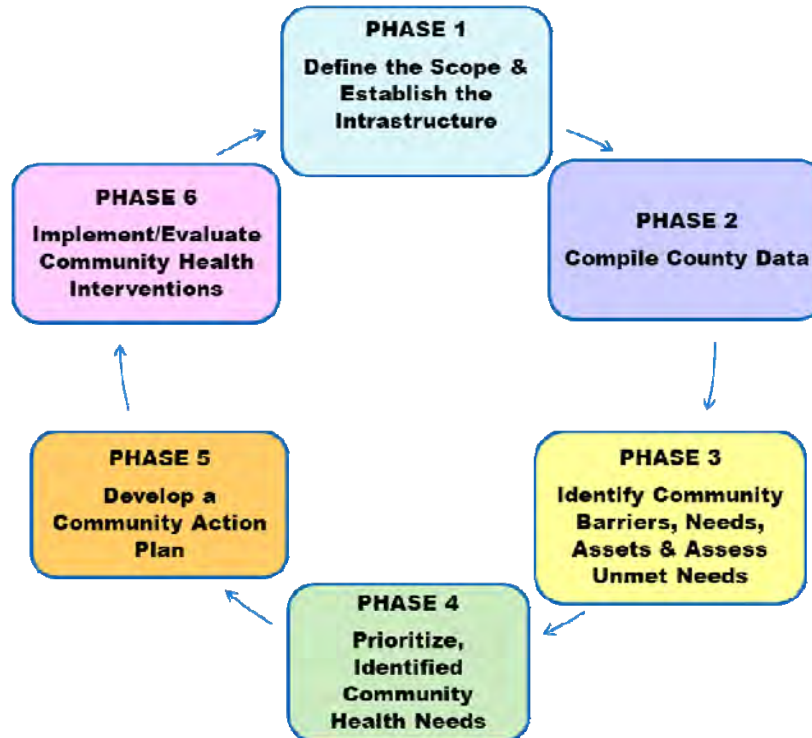 PHASE 1
Define the Scope &
Establish the
Intrastructure
PHASE 2
Compile County Data
PHASE 3
Identify Community
Barriers, Needs,
Assets & Assess
Unmet Needs
PHASE 4
Prioritize,
Identified
Community
Health Needs
PHASE 5
Develop a
Community Action
Plan
PHASE 6
Implement/Evaluate
Community Health
Interventions